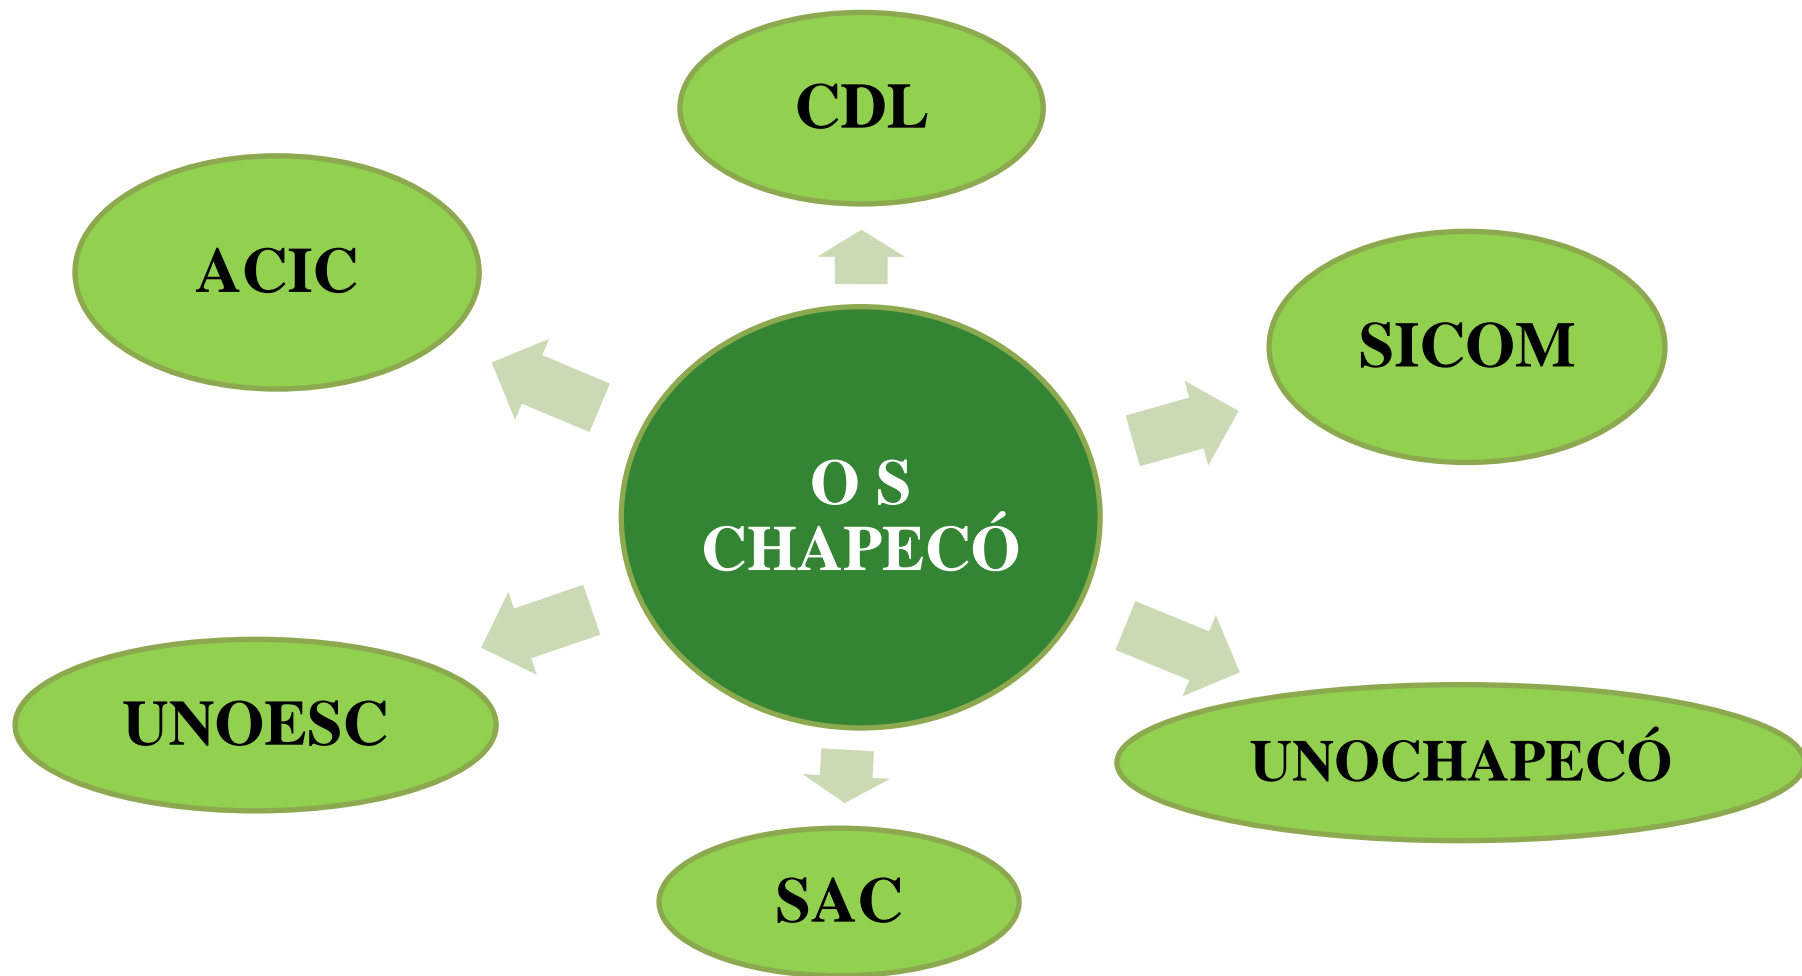 CDL
ACIC
SICOM
O S
CHAPECÓ
UNOESC
UNOCHAPECÓ
SAC